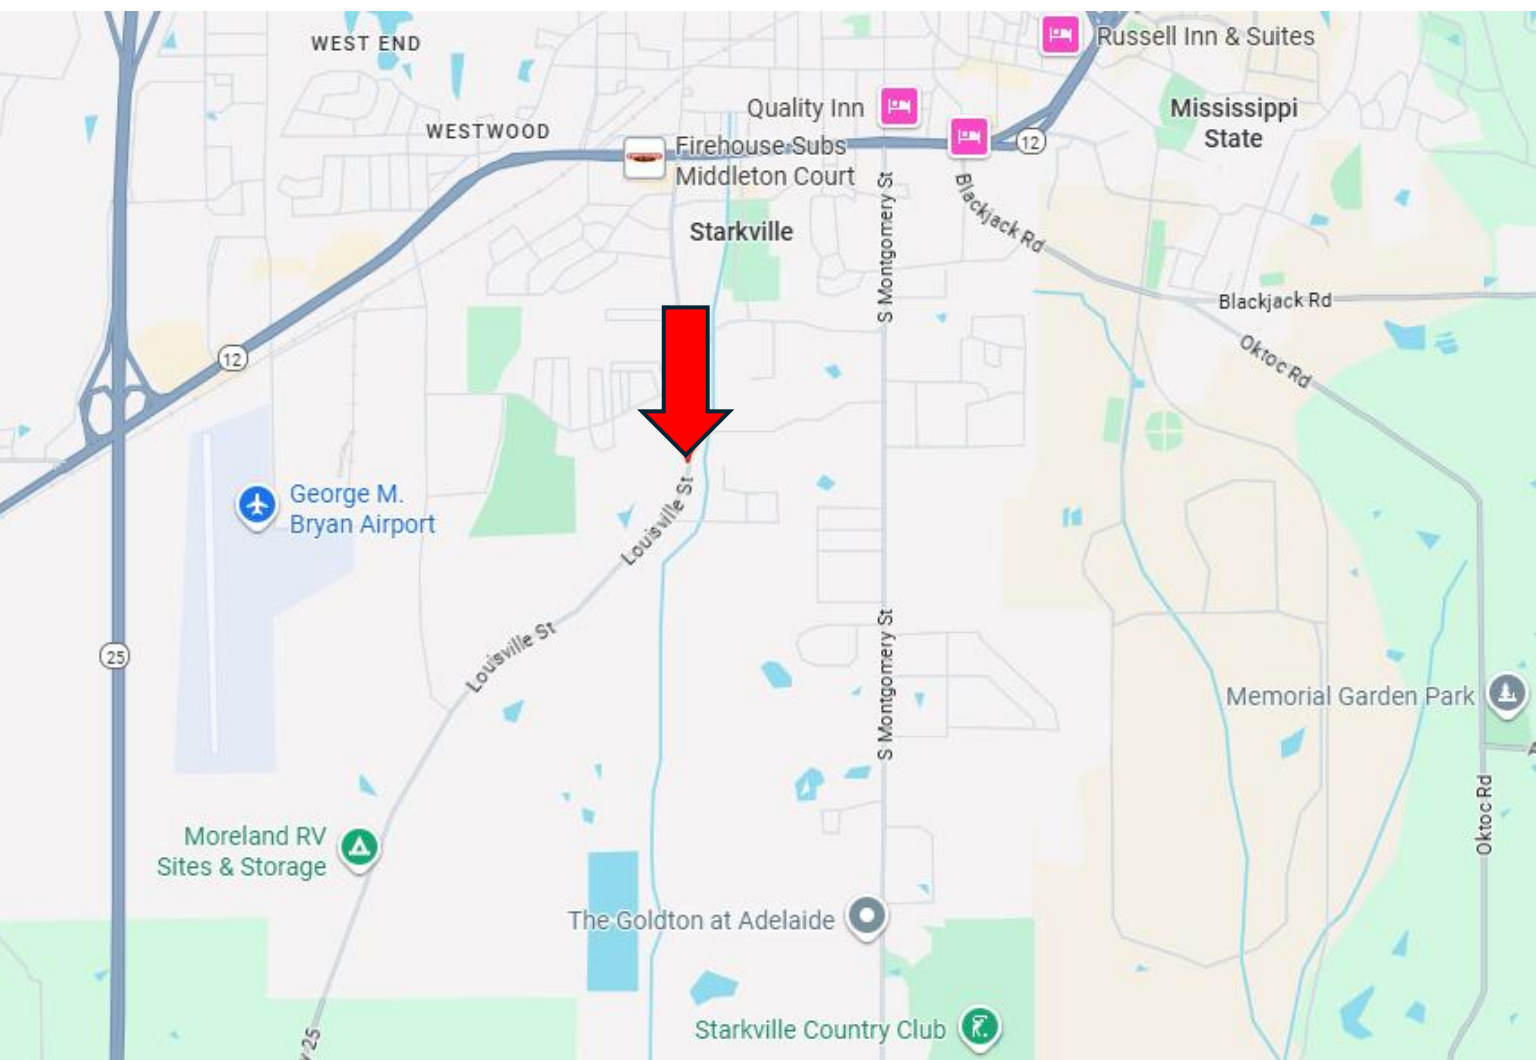 WEST END
Russell Inn & Suites
Quality Inn
Mississippi
State
WESTWOOD
12
Firehouse Subs
Middleton Court
Blackjack Rd
S Montgomery St
Starkville
Blackjack Rd
Oktoc Rd
12
George M.
Bryan Airport
Louisville St
Louisville St
25
S Montgomery St
Memorial Garden Park
Oktoc Rd
Moreland RV
Sites & Storage
The Goldton at Adelaide
Starkville Country Club
25